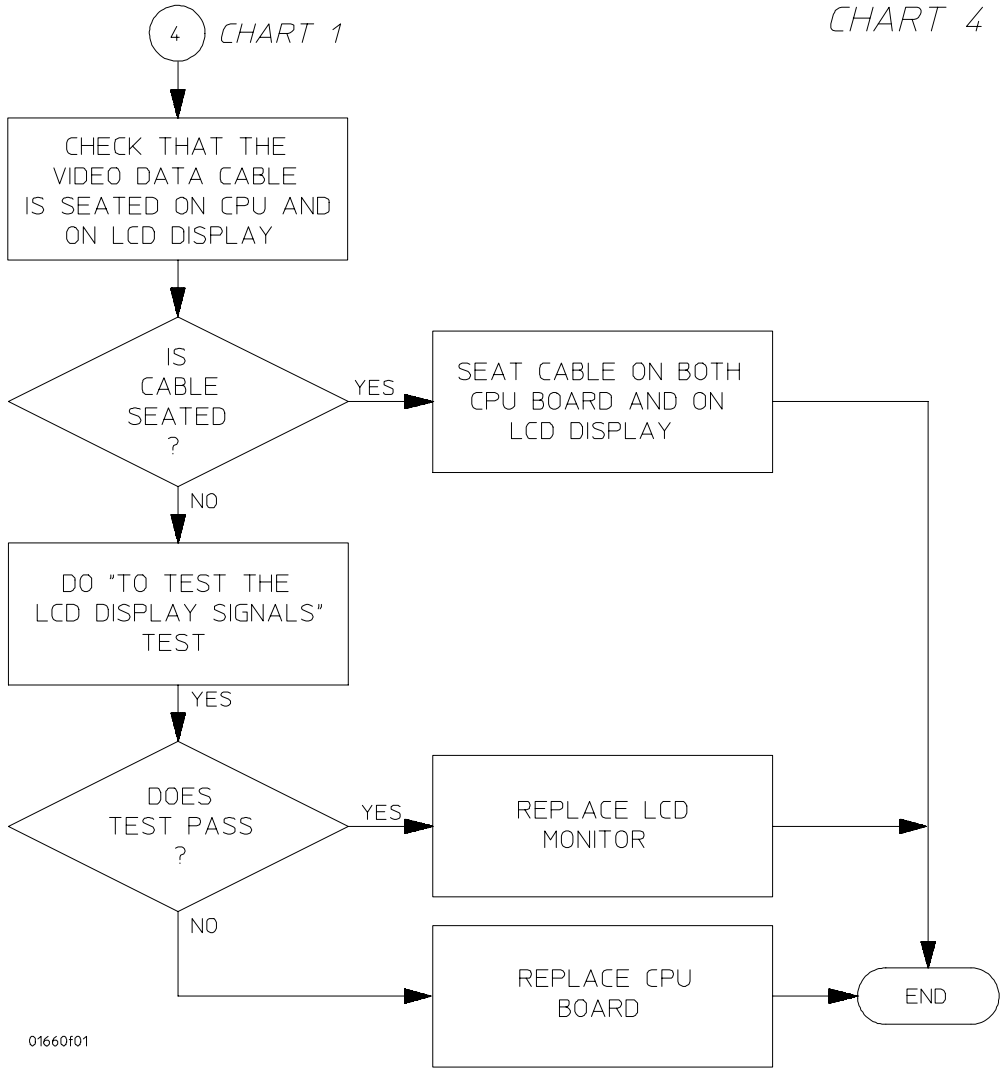 4 CHART 1
CHART 4
CHECK THAT THE
VIDEO DATA CABLE
IS SEATED ON CPU AND
ON LCD DISPLAY
IS
CABLE
SEATED
?
YES
SEAT CABLE ON BOTH
CPU BOARD AND ON
LCD DISPLAY
NO
DO "TO TEST THE
LCD DISPLAY SIGNALS"
TEST
YES
DOES
TEST PASS
?
YES
REPLACE LCD
MONITOR
NO
REPLACE CPU
BOARD
END
01660f01